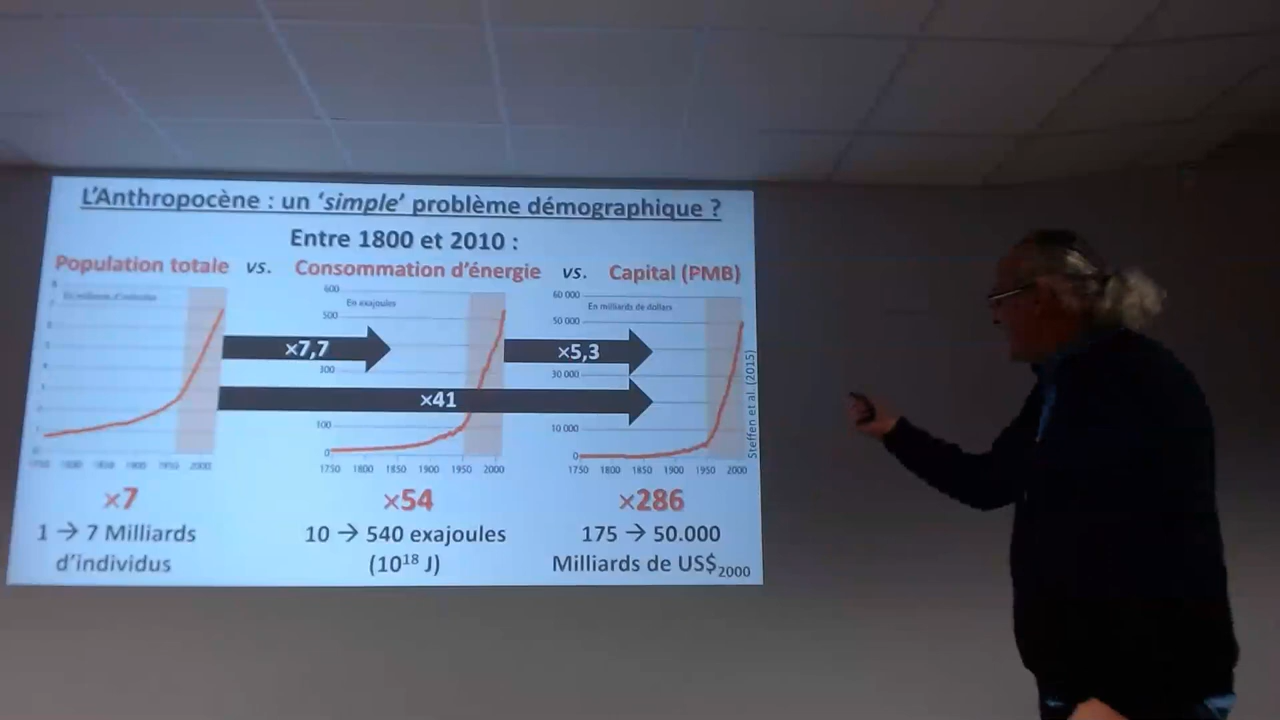 L'Anthropocène : un 'simple' problème démographique ?
Entre 1800 et 2010 :
Population totale vs. Consommation d'énergie vs. Capital (PMB)
En exajoules
600
500
300
100
0
1750 1800 1850 1900 1950 2000
En milliards de dollars
60 000
50 000
30 000
10 000
0
1750 1800 1850 1900 1950 2000
1750 1800 1850 1900 1950 2000
×7,7
×5,3
×41
Steffen et al. (2015)
×7
×54
×286
1 → 7 Milliards
d'individus
10 → 540 exajoules
(10¹⁸ J)
175 → 50.000
Milliards de US$₂₀₀₀